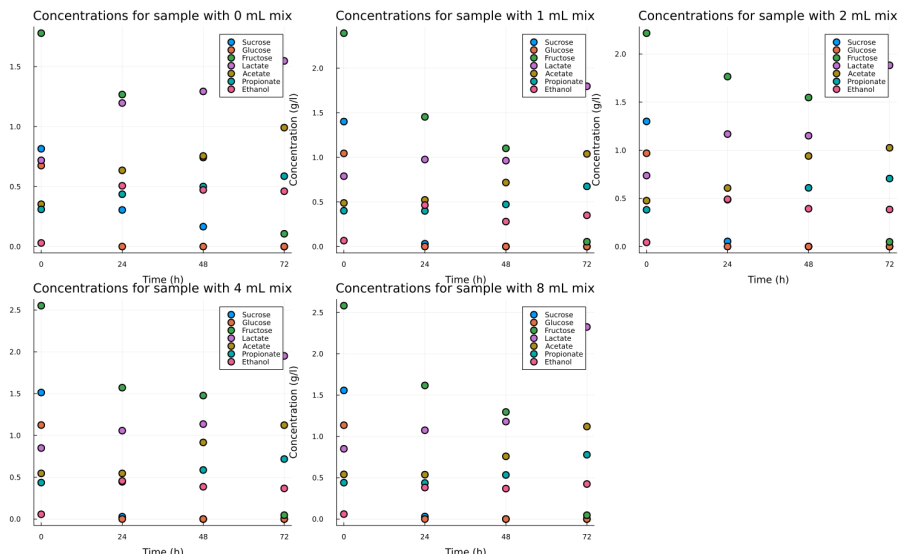 Concentrations for sample with 0 mL mix
Sucrose
Glucose
Fructose
Lactate
Acetate
Propionate
Ethanol
1.5
1.0
0.5
0.0
0
24
48
72
Time (h)
Concentrations for sample with 1 mL mix
Concentration (g/l)
Sucrose
Glucose
Fructose
Lactate
Acetate
Propionate
Ethanol
2.0
1.5
1.0
0.5
0.0
0
24
48
72
Time (h)
Concentrations for sample with 2 mL mix
Concentration (g/l)
Sucrose
Glucose
Fructose
Lactate
Acetate
Propionate
Ethanol
2.0
1.5
1.0
0.5
0.0
0
24
48
72
Time (h)
Concentrations for sample with 4 mL mix
Sucrose
Glucose
Fructose
Lactate
Acetate
Propionate
Ethanol
2.5
2.0
1.5
1.0
0.5
0.0
0
24
48
72
Time (h)
Concentrations for sample with 8 mL mix
Concentration (g/l)
Sucrose
Glucose
Fructose
Lactate
Acetate
Propionate
Ethanol
2.5
2.0
1.5
1.0
0.5
0.0
0
24
48
72
Time (h)